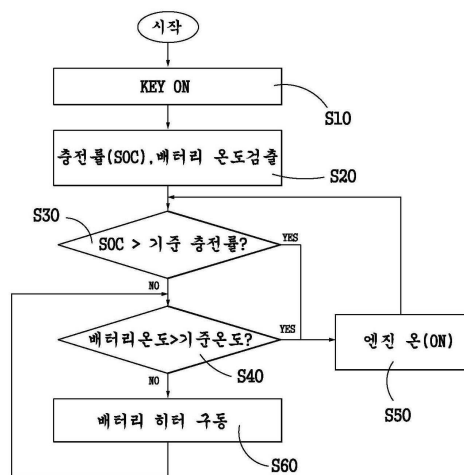 시작
KEY ON
S10
충전률(SOC),배터리 온도검출
S20
S30
SOC > 기준 충전률?
YES
NO
배터리온도>기준온도?
YES
엔진 온(ON)
S40
S50
NO
배터리 히터 구동
S60